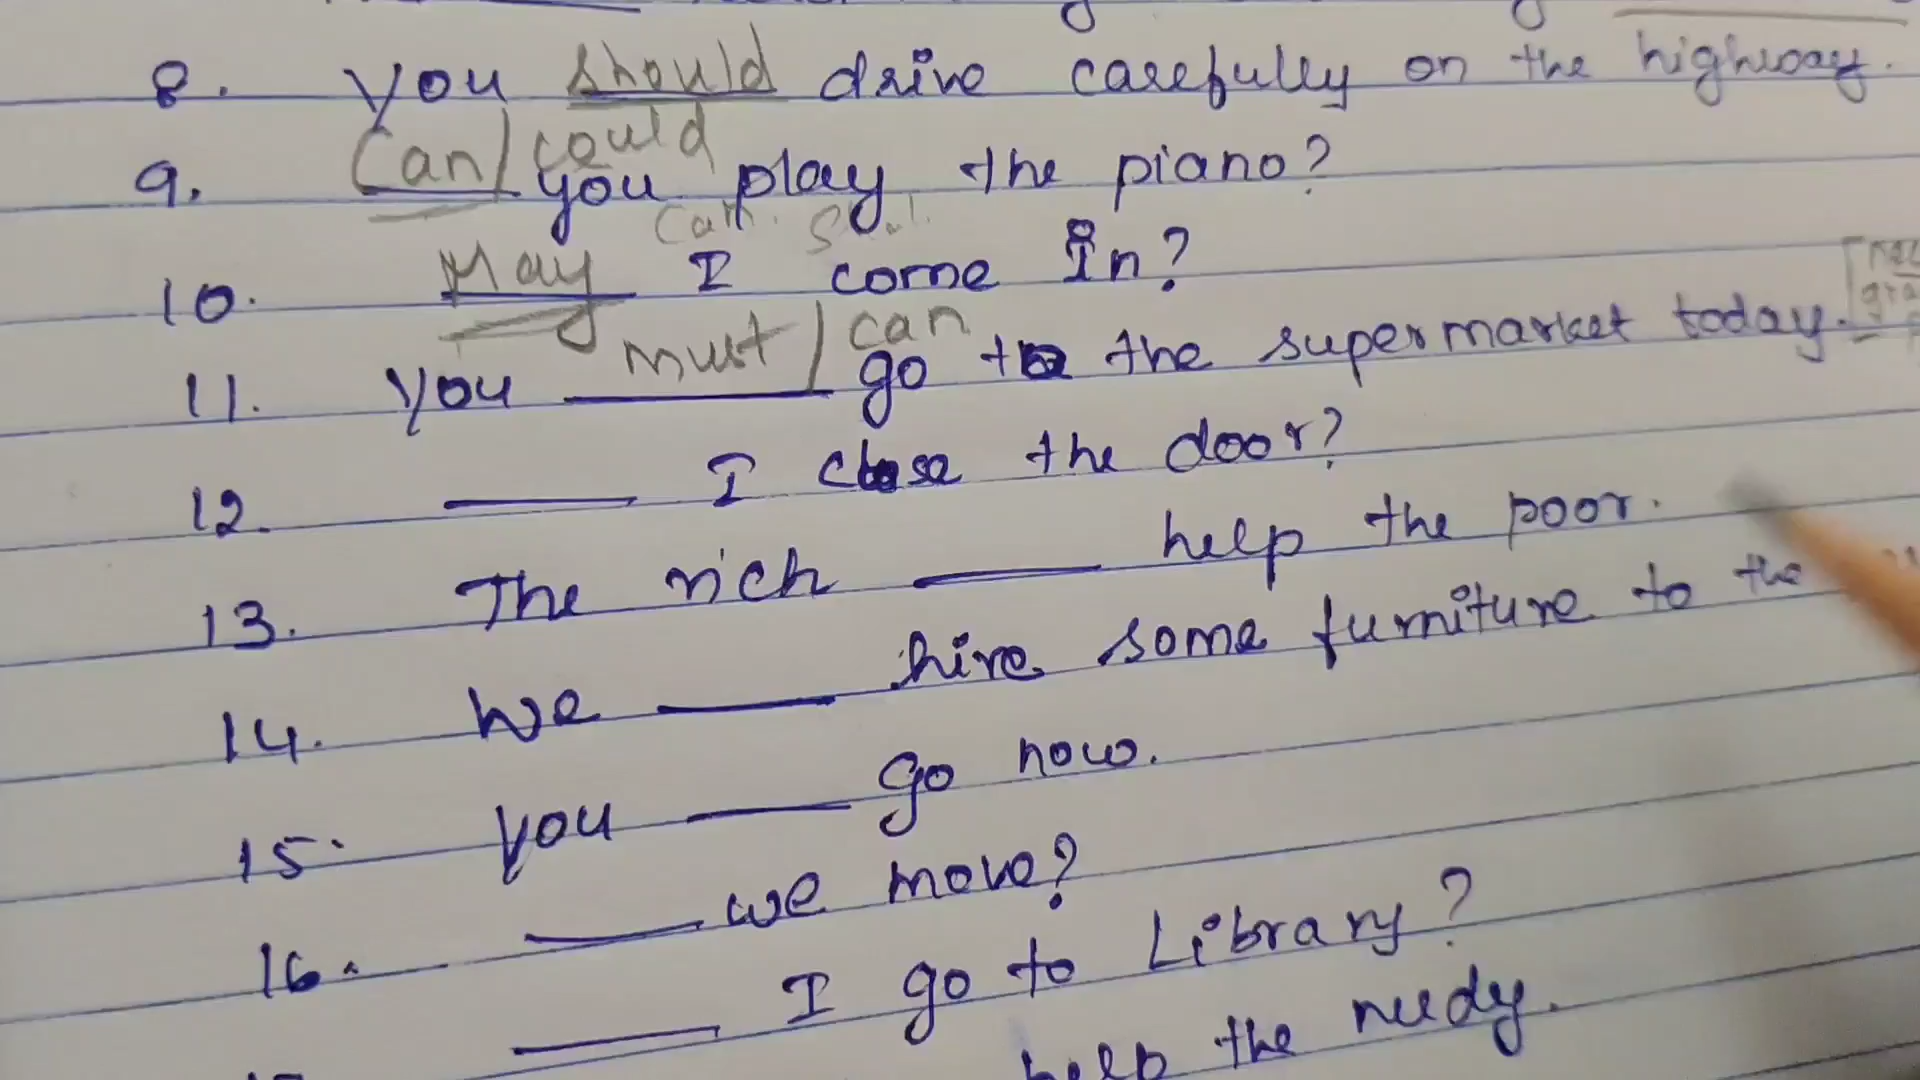 8. You should drive carefully on the highway.
9. Can/could you play the piano?
10. May I come In?
11. You must/can go to the supermarket today.
12. ____ I close the door?
13. The rich ____ help the poor.
14. We ____ hire some furniture to the
15. You ____ go now.
16. ____ we move?
____ I go to Library?
help the needy.